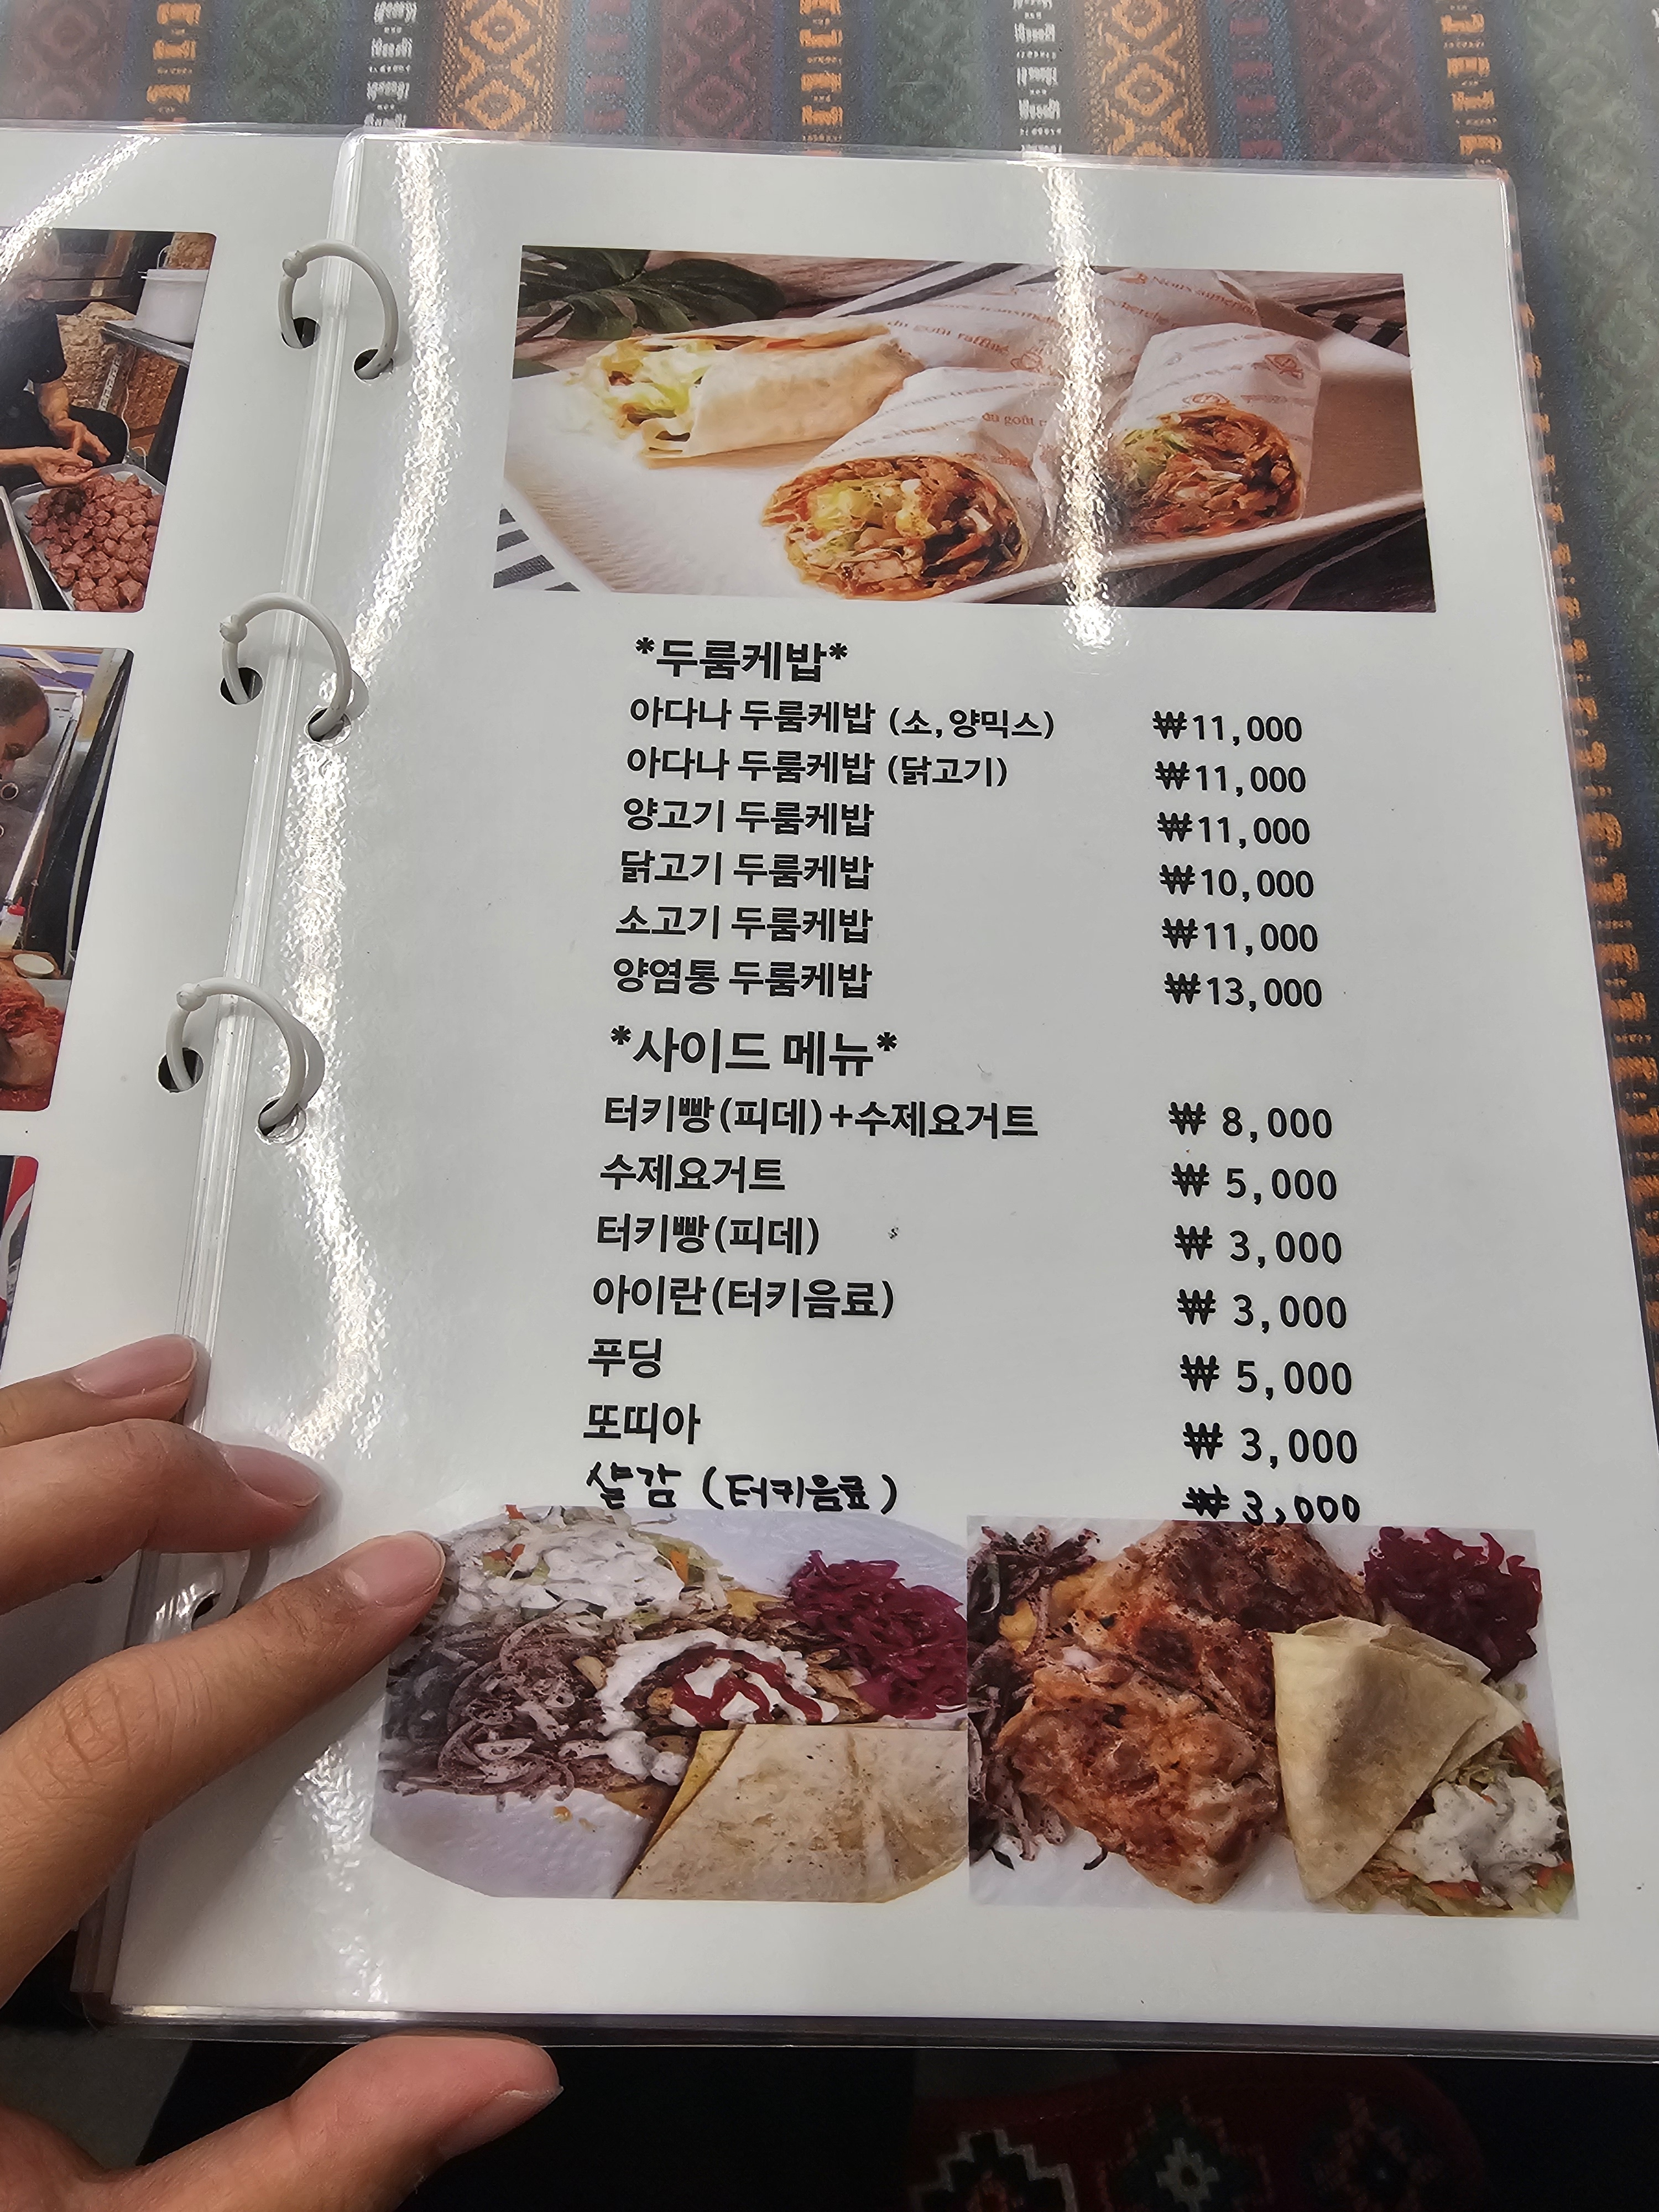 *두룸케밥*
아다나 두룸케밥 (소,양믹스) ₩11,000
아다나 두룸케밥 (닭고기) ₩11,000
양고기 두룸케밥 ₩11,000
닭고기 두룸케밥 ₩10,000
소고기 두룸케밥 ₩11,000
양염통 두룸케밥 ₩13,000
*사이드 메뉴*
터키빵(피데)+수제요거트 ₩ 8,000
수제요거트 ₩ 5,000
터키빵(피데) ₩ 3,000
아이란(터키음료) ₩ 3,000
푸딩 ₩ 5,000
또띠아 ₩ 3,000
샬감 (터키음료) ₩ 3,000